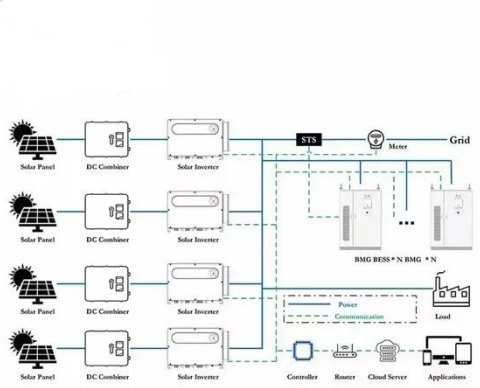 STS
Meter
Grid
Solar Panel
DC Combiner
Solar Inverter
Solar Panel
DC Combiner
Solar Inverter
BMG BESS * N BMG * N
Solar Panel
DC Combiner
Solar Inverter
Power
Communication
Load
Solar Panel
DC Combiner
Solar Inverter
Controller
Router
Cloud Server
Applications